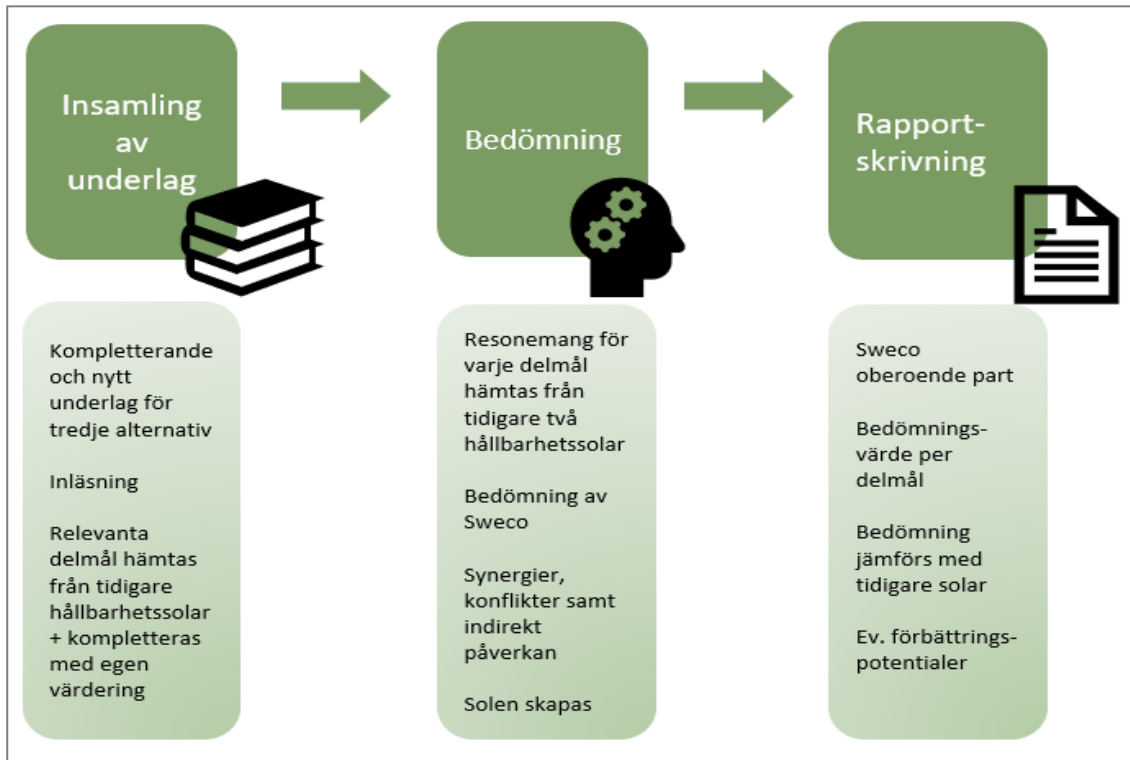 Insamling
av
underlag
Bedömning
Rapport-
skrivning
Kompletterande
och nytt
underlag för
tredje alternativ
Inläsning
Relevanta
delmål hämtas
från tidigare
hållbarhetssolar
+ kompletteras
med egen
värdering
Resonemang för
varje delmål
hämtas från
tidigare två
hållbarhetssolar
Bedömning av
Sweco
Synergier,
konflikter samt
indirekt
påverkan
Solen skapas
Sweco
oberoende part
Bedömnings-
värde per
delmål
Bedömning
jämförs med
tidigare solar
Ev. förbättrings-
potentialer